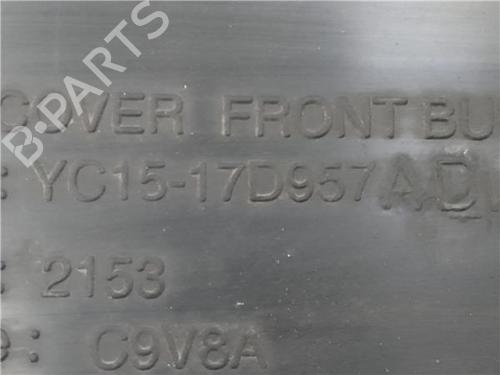 COVER FRONT BU
: YC15-17D957AD
: 2153
e: C9V8A
B-PARTS